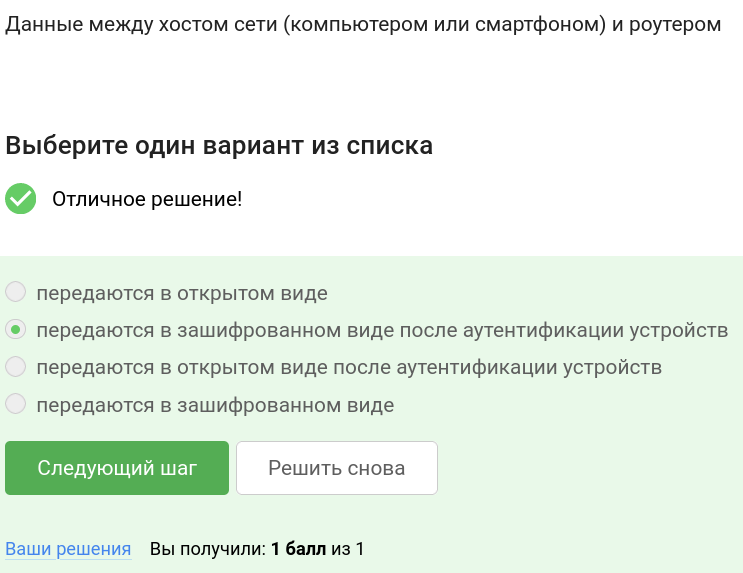 Данные между хостом сети (компьютером или смартфоном) и роутером
Выберите один вариант из списка
Отличное решение!
передаются в открытом виде
передаются в зашифрованном виде после аутентификации устройств
передаются в открытом виде после аутентификации устройств
передаются в зашифрованном виде
Следующий шаг Решить снова
Ваши решения Вы получили: 1 балл из 1